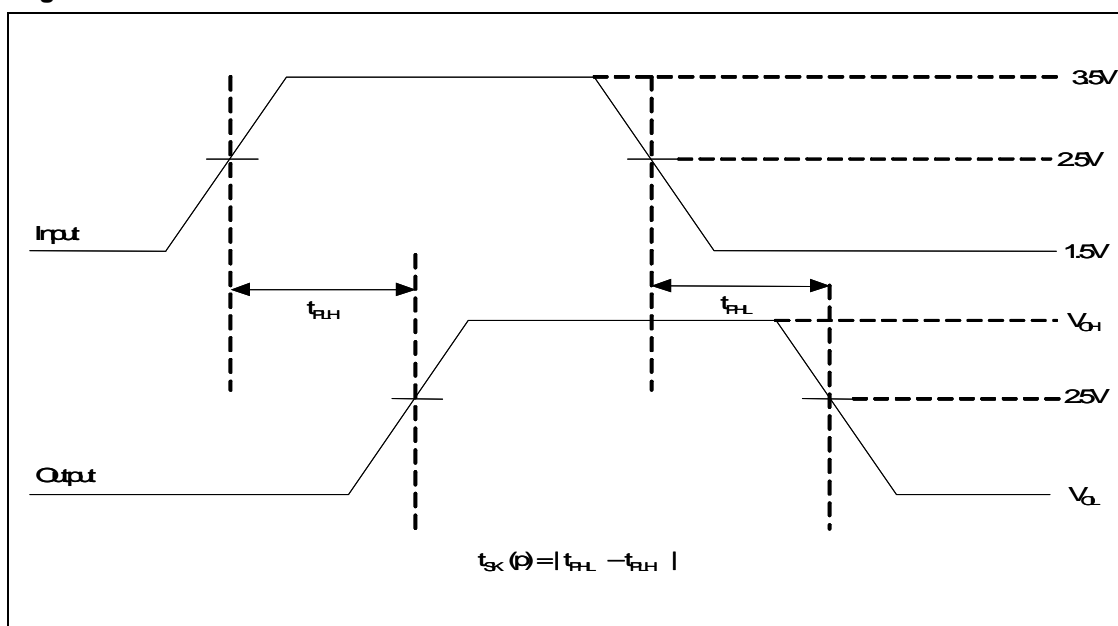 3.5V
2.5V
Input
1.5V
tPLH
tPHL
VOH
2.5V
Output
VOL
tSK (p)=| tPHL – tPLH |